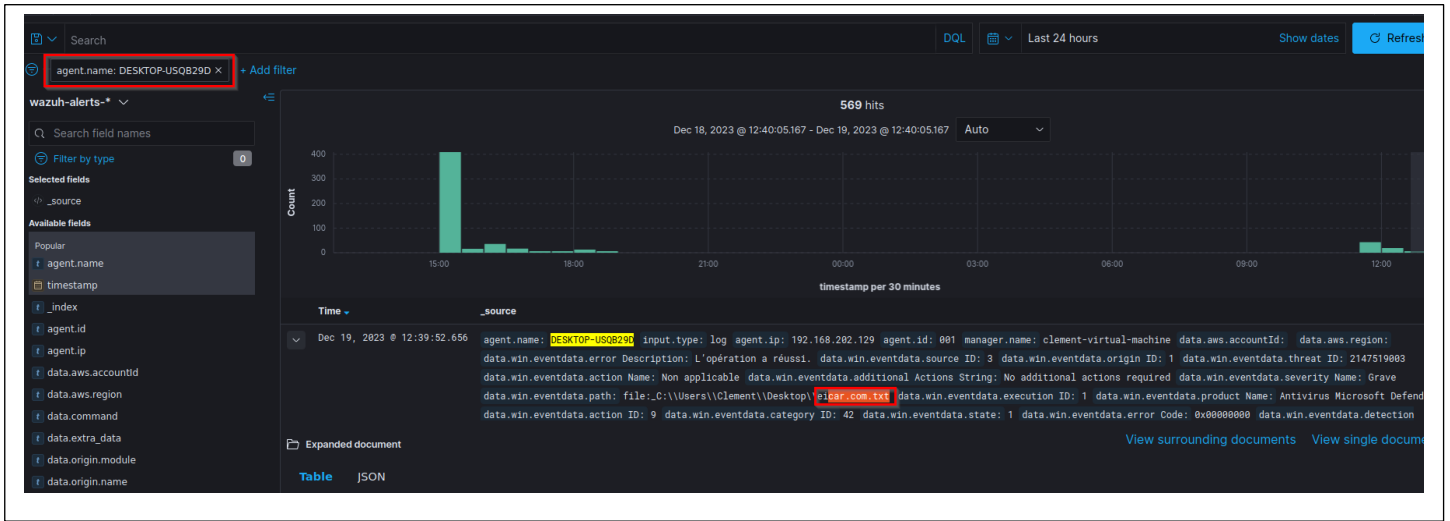 Search DQL Last 24 hours Show dates Refresh
agent.name: DESKTOP-USQB29D × + Add filter
wazuh-alerts-*
Search field names
Filter by type 0
Selected fields
_source
Available fields
Popular
t agent.name
timestamp
t _index
t agent.id
t agent.ip
t data.aws.accountId
t data.aws.region
t data.command
t data.extra_data
t data.origin.module
t data.origin.name
569 hits
Dec 18, 2023 @ 12:40:05.167 - Dec 19, 2023 @ 12:40:05.167 Auto
Count
400
300
200
100
0
15:00 18:00 21:00 00:00 03:00 06:00 09:00 12:00
timestamp per 30 minutes
Time _source
Dec 19, 2023 @ 12:39:52.656 agent.name: DESKTOP-USQB29D input.type: log agent.ip: 192.168.202.129 agent.id: 001 manager.name: clement-virtual-machine data.aws.accountId: data.aws.region:
data.win.eventdata.error Description: L'opération a réussi. data.win.eventdata.source ID: 3 data.win.eventdata.origin ID: 1 data.win.eventdata.threat ID: 2147519003
data.win.eventdata.action Name: Non applicable data.win.eventdata.additional Actions String: No additional actions required data.win.eventdata.severity Name: Grave
data.win.eventdata.path: file:_C:\\Users\\Clement\\Desktop\\eicar.com.txt data.win.eventdata.execution ID: 1 data.win.eventdata.product Name: Antivirus Microsoft Defend
data.win.eventdata.action ID: 9 data.win.eventdata.category ID: 42 data.win.eventdata.state: 1 data.win.eventdata.error Code: 0x00000000 data.win.eventdata.detection
Expanded document View surrounding documents View single docume
Table JSON